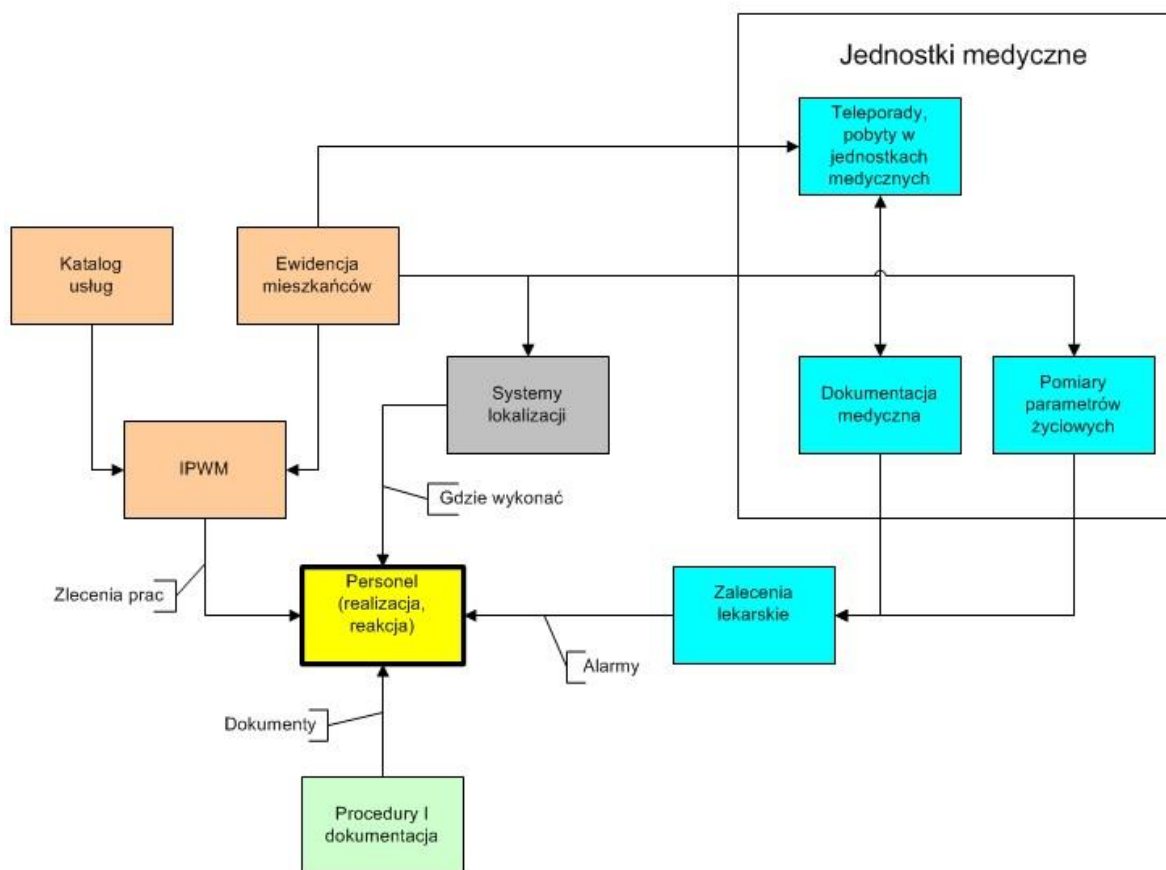 Jednostki medyczne
Teleporady,
pobyty w
jednostkach
medycznych
Katalog
usług
Ewidencja
mieszkańców
Systemy
lokalizacji
Dokumentacja
medyczna
Pomiary
parametrów
życiowych
IPWM
Gdzie wykonać
Zlecenia prac
Personel
(realizacja,
reakcja)
Zalecenia
lekarskie
Alarmy
Dokumenty
Procedury I
dokumentacja